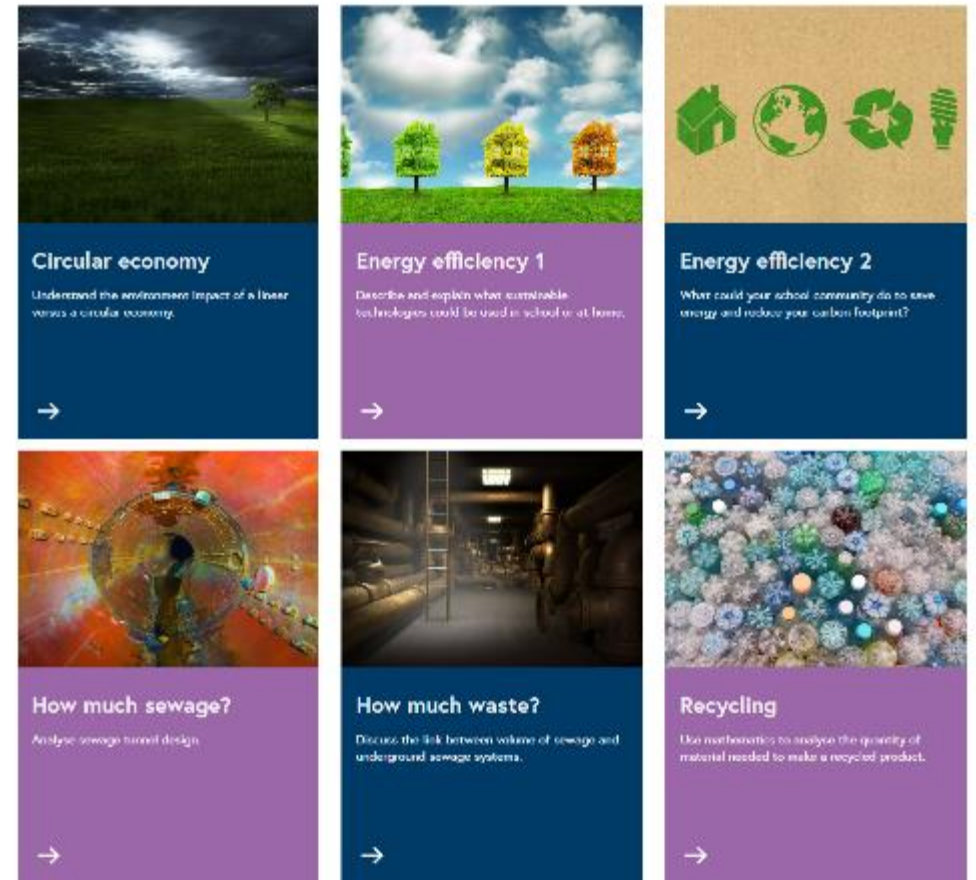 Circular economy
Understand the environment impact of a linear
versus a circular economy.
Energy efficiency 1
Describe and explain what sustainable
technologies could be used in school or at home.
Energy efficiency 2
What could your school community do to save
energy and reduce your carbon footprint?
How much sewage?
Analyse sewage tunnel design.
How much waste?
Discuss the link between volume of sewage and
underground sewage systems.
Recycling
Use mathematics to analyse the quantity of
material needed to make a recycled product.